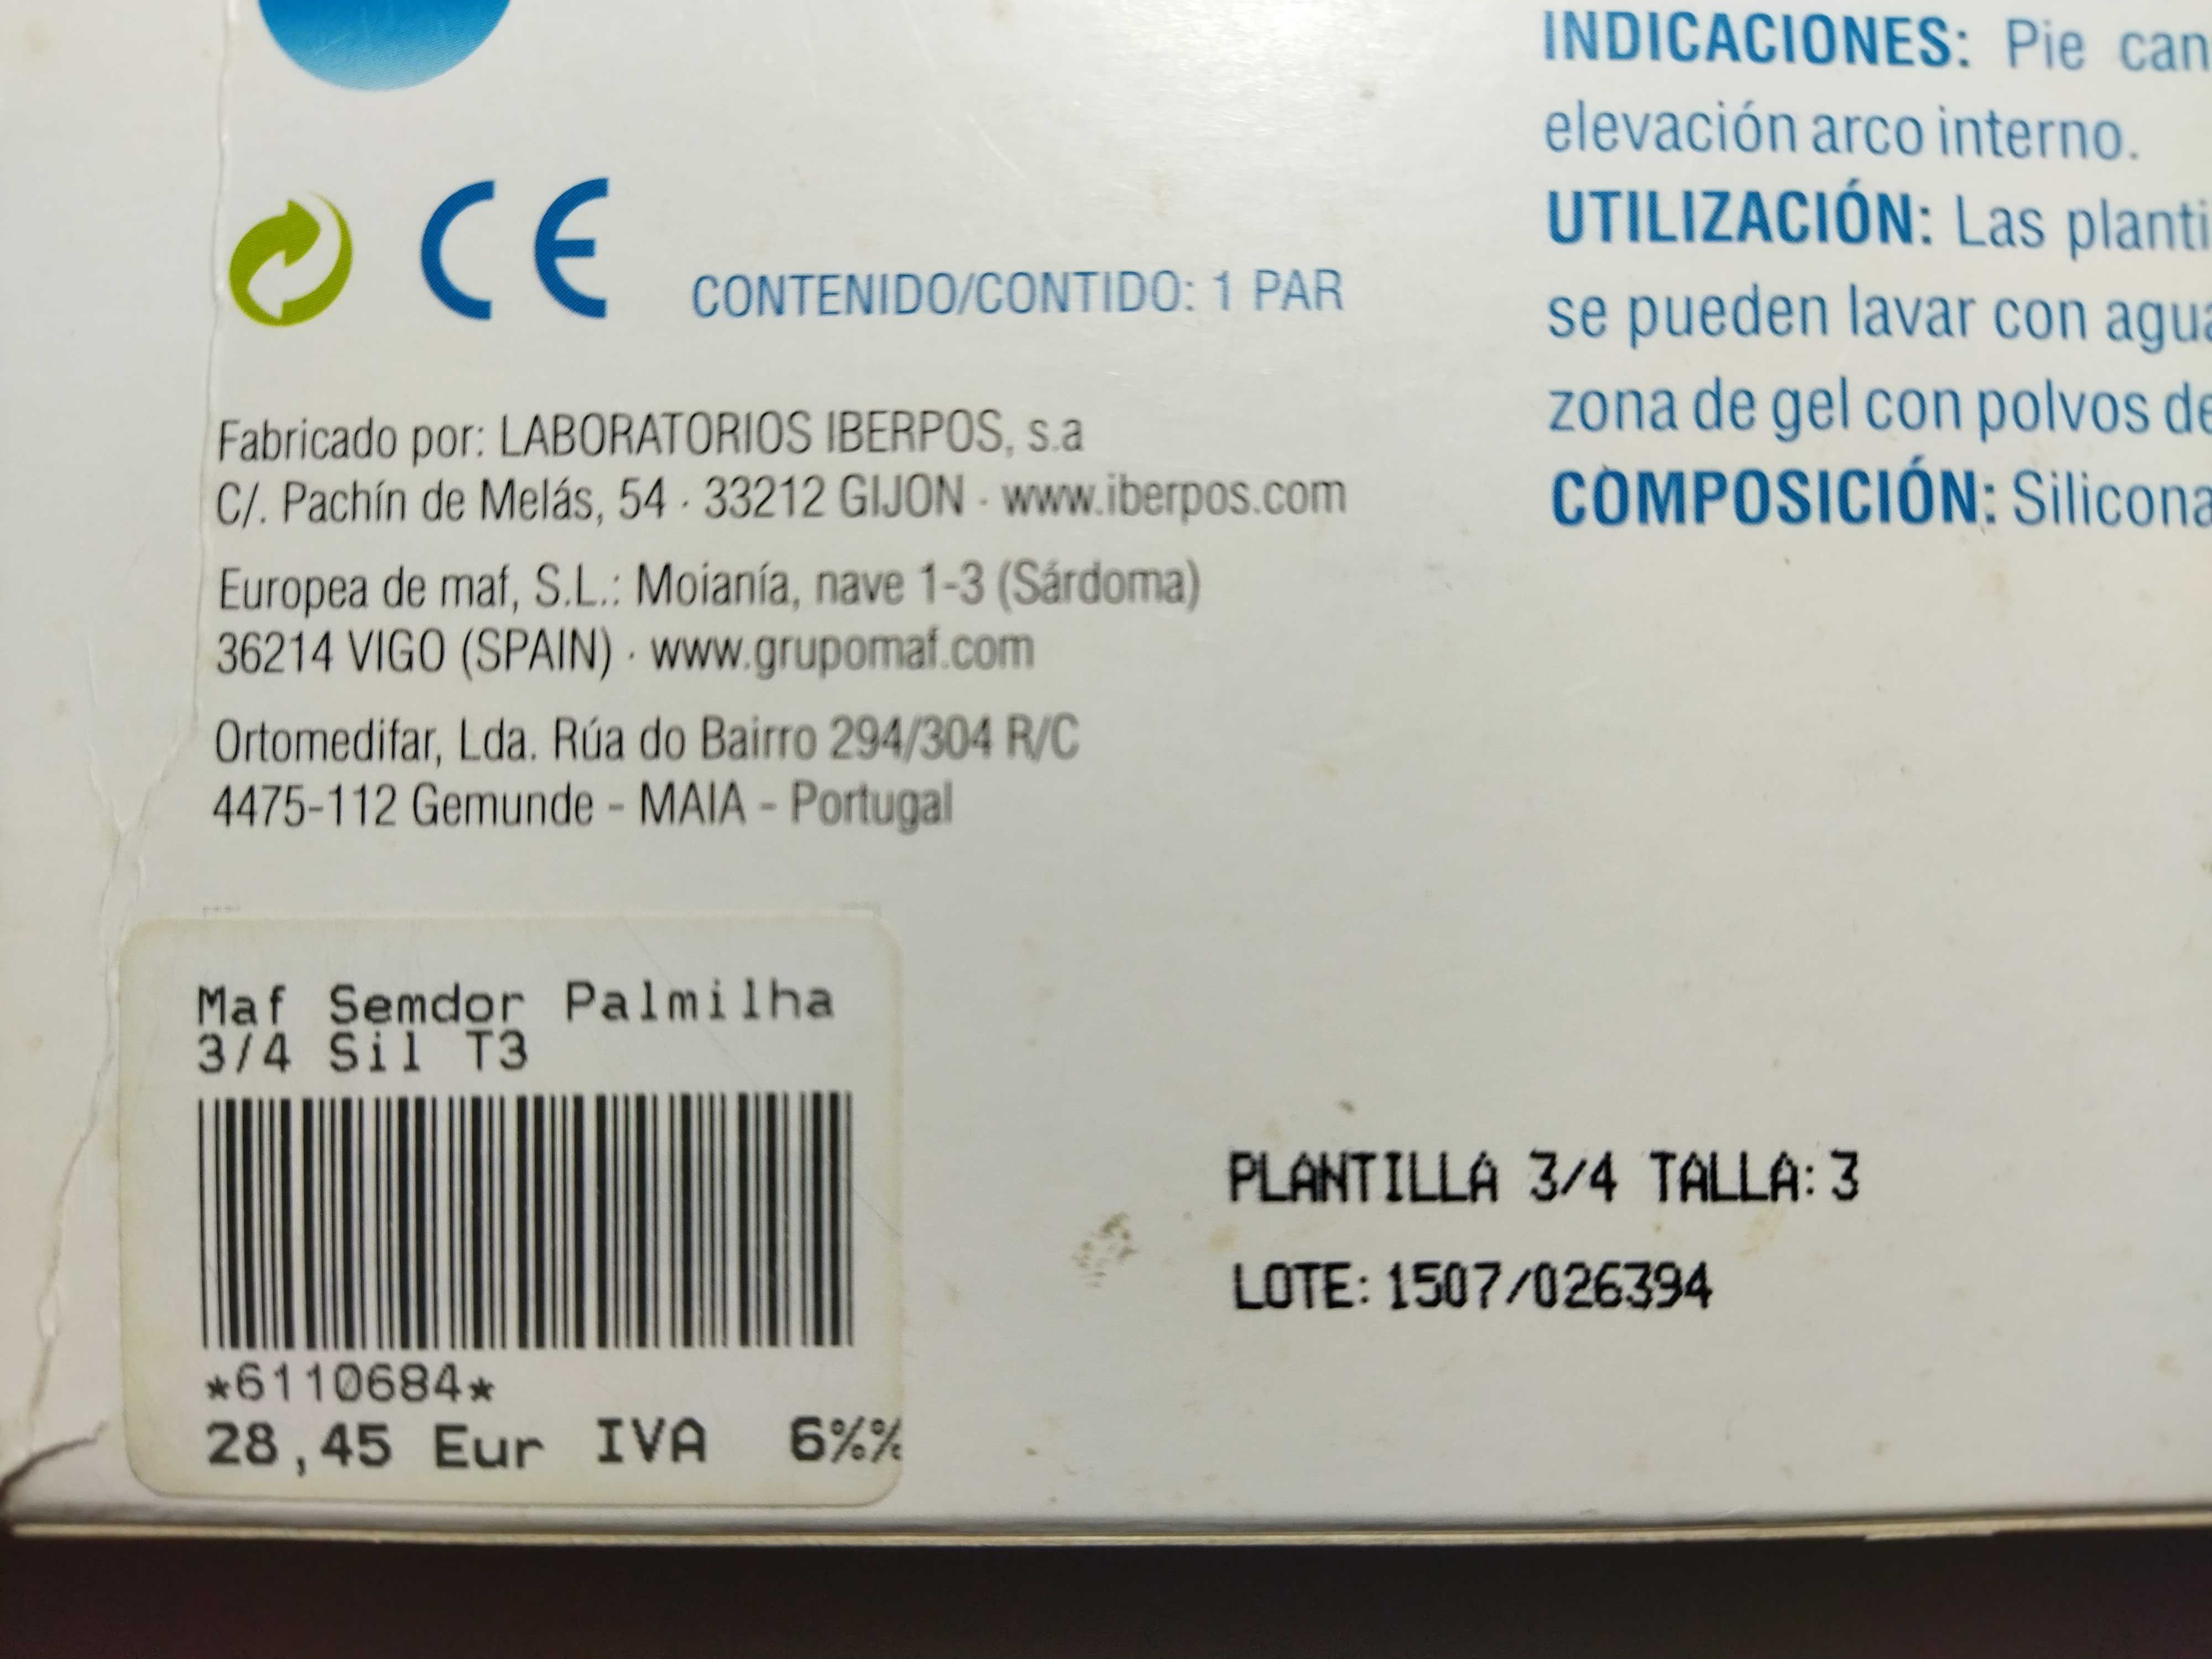 CE
CONTENIDO/CONTIDO: 1 PAR
Fabricado por: LABORATORIOS IBERPOS, s.a
C/. Pachín de Melás, 54 · 33212 GIJON · www.iberpos.com
Europea de maf, S.L.: Moianía, nave 1-3 (Sárdoma)
36214 VIGO (SPAIN) · www.grupomaf.com
Ortomedifar, Lda. Rúa do Bairro 294/304 R/C
4475-112 Gemunde - MAIA - Portugal
INDICACIONES: Pie
elevación arco interno.
UTILIZACIÓN: Las
se pueden lavar con
zona de gel con polvos
COMPOSICIÓN: Silicona
Maf Semdor Palmilha
3/4 Sil T3
*6110684*
28,45 Eur IVA 6%%
PLANTILLA 3/4 TALLA: 3
LOTE: 1507/026394